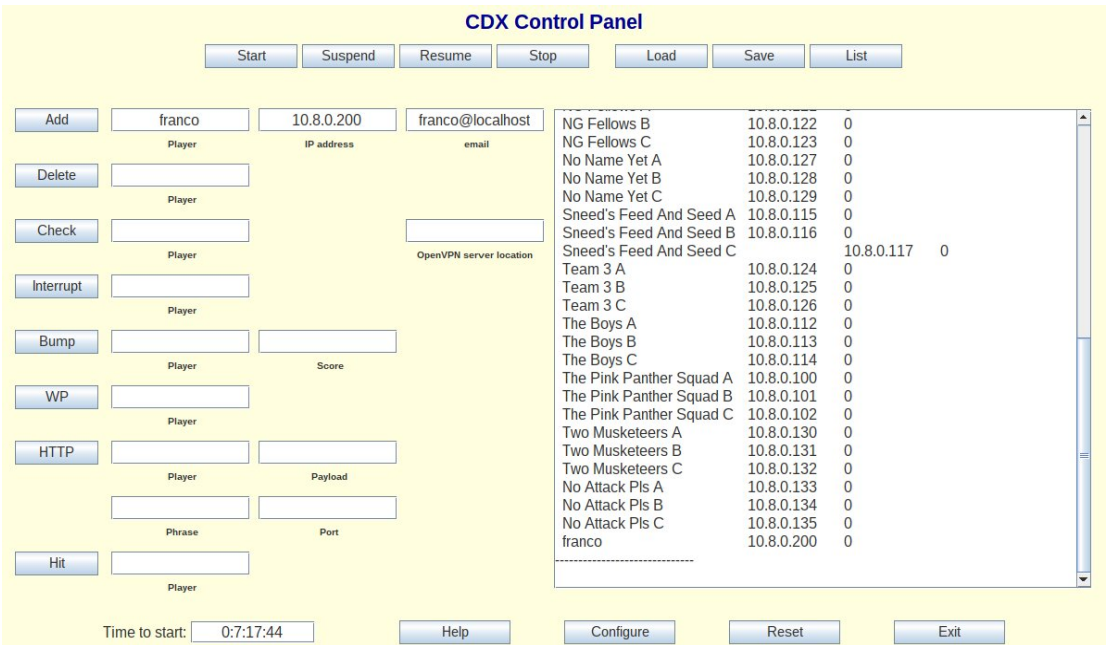 CDX Control Panel
Start Suspend Resume Stop Load Save List
Add franco 10.8.0.200 franco@localhost
Player IP address email
Delete
Player
Check
Player OpenVPN server location
Interrupt
Player
Bump
Player Score
WP
Player
HTTP
Player Payload
Phrase Port
Hit
Player
NG Fellows B 10.8.0.122 0
NG Fellows C 10.8.0.123 0
No Name Yet A 10.8.0.127 0
No Name Yet B 10.8.0.128 0
No Name Yet C 10.8.0.129 0
Sneed's Feed And Seed A 10.8.0.115 0
Sneed's Feed And Seed B 10.8.0.116 0
Sneed's Feed And Seed C 10.8.0.117 0
Team 3 A 10.8.0.124 0
Team 3 B 10.8.0.125 0
Team 3 C 10.8.0.126 0
The Boys A 10.8.0.112 0
The Boys B 10.8.0.113 0
The Boys C 10.8.0.114 0
The Pink Panther Squad A 10.8.0.100 0
The Pink Panther Squad B 10.8.0.101 0
The Pink Panther Squad C 10.8.0.102 0
Two Musketeers A 10.8.0.130 0
Two Musketeers B 10.8.0.131 0
Two Musketeers C 10.8.0.132 0
No Attack Pls A 10.8.0.133 0
No Attack Pls B 10.8.0.134 0
No Attack Pls C 10.8.0.135 0
franco 10.8.0.200 0
------------------------------
Time to start: 0:7:17:44 Help Configure Reset Exit